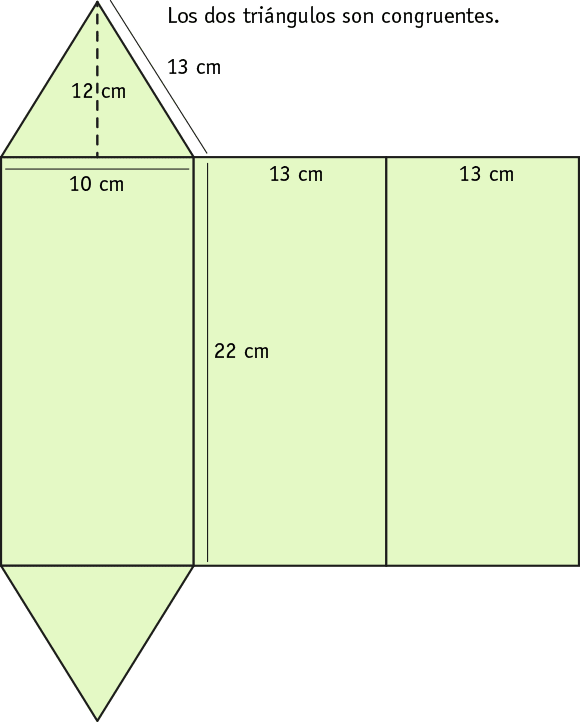 Los dos triángulos son congruentes.
13 cm
12 cm
10 cm
13 cm
13 cm
22 cm